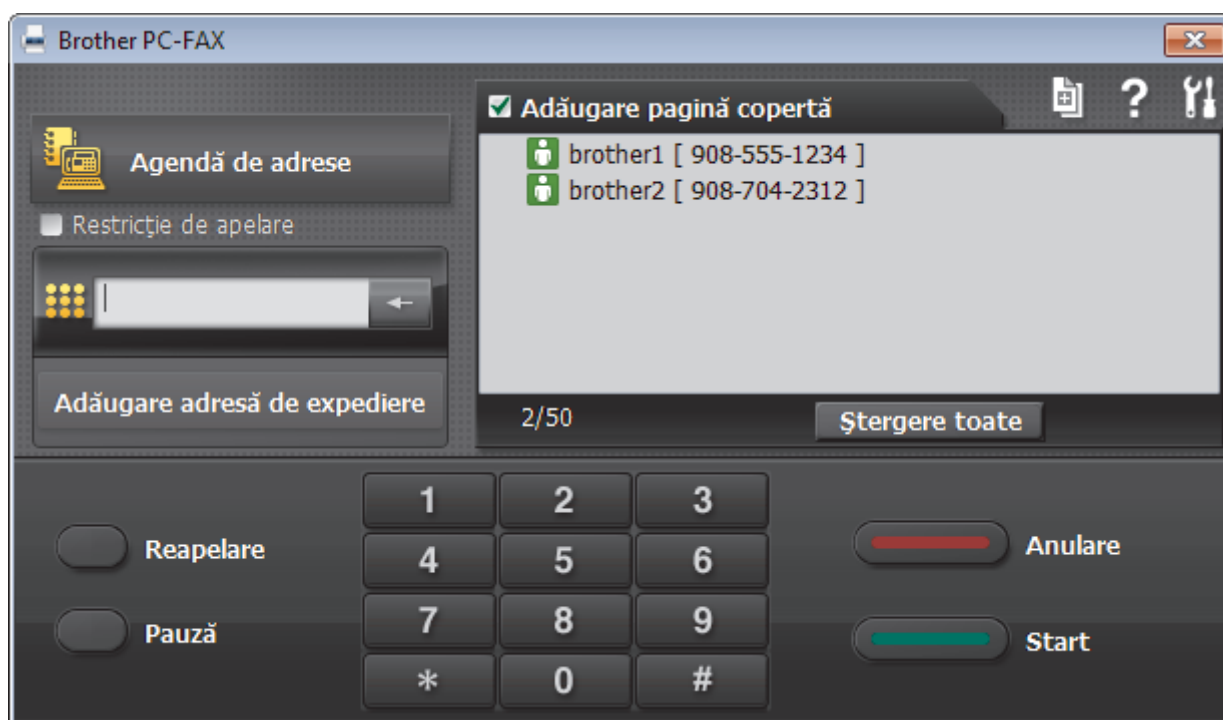 Brother PC-FAX
Agendă de adrese
Restricţie de apelare
Adăugare adresă de expediere
Adăugare pagină copertă
?
brother1 [ 908-555-1234 ]
brother2 [ 908-704-2312 ]
2/50
Ştergere toate
Reapelare
Pauză
1 2 3
4 5 6
7 8 9
* 0 #
Anulare
Start